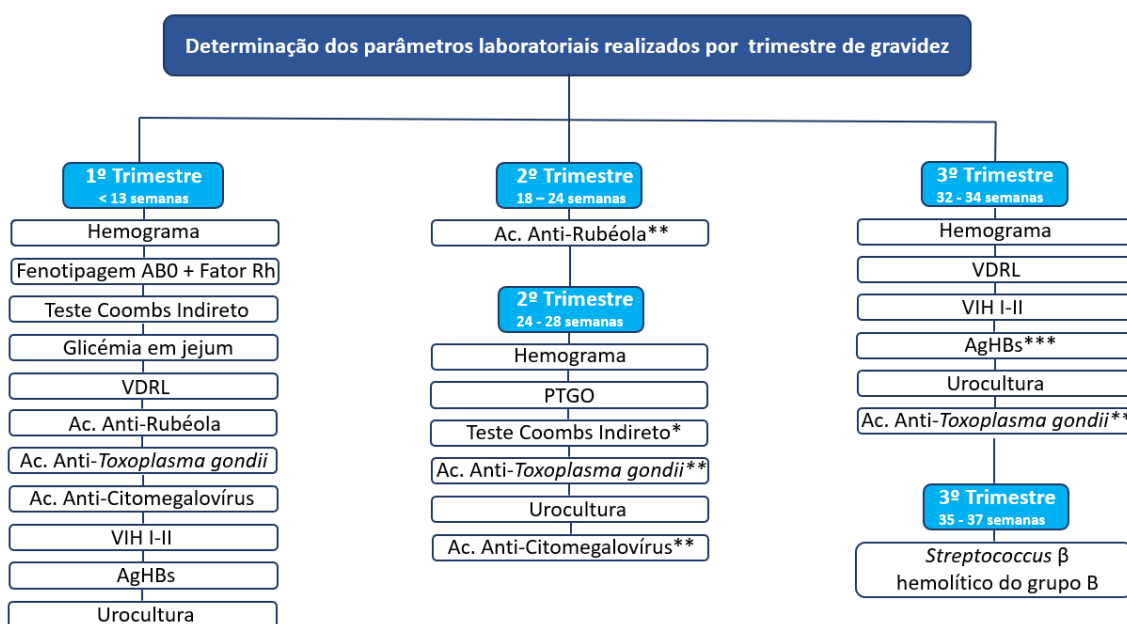 Determinação dos parâmetros laboratoriais realizados por trimestre de gravidez
1º Trimestre
< 13 semanas
Hemograma
Fenotipagem AB0 + Fator Rh
Teste Coombs Indireto
Glicémia em jejum
VDRL
Ac. Anti-Rubéola
Ac. Anti-Toxoplasma gondii
Ac. Anti-Citomegalovírus
VIH I-II
AgHBs
Urocultura
2º Trimestre
18 – 24 semanas
Ac. Anti-Rubéola**
2º Trimestre
24 - 28 semanas
Hemograma
PTGO
Teste Coombs Indireto*
Ac. Anti-Toxoplasma gondii**
Urocultura
Ac. Anti-Citomegalovírus**
3º Trimestre
32 - 34 semanas
Hemograma
VDRL
VIH I-II
AgHBs***
Urocultura
Ac. Anti-Toxoplasma gondii**
3º Trimestre
35 - 37 semanas
Streptococcus β
hemolítico do grupo B